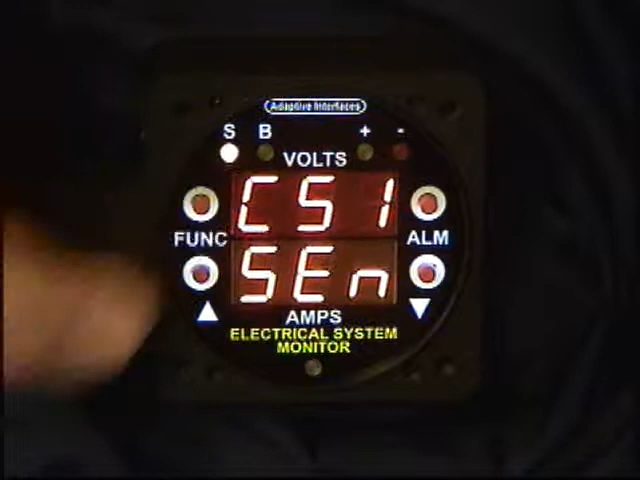 Adaptive Interfaces
S B + -
VOLTS
CS1
FUNC ALM
SEn
AMPS
ELECTRICAL SYSTEM
MONITOR